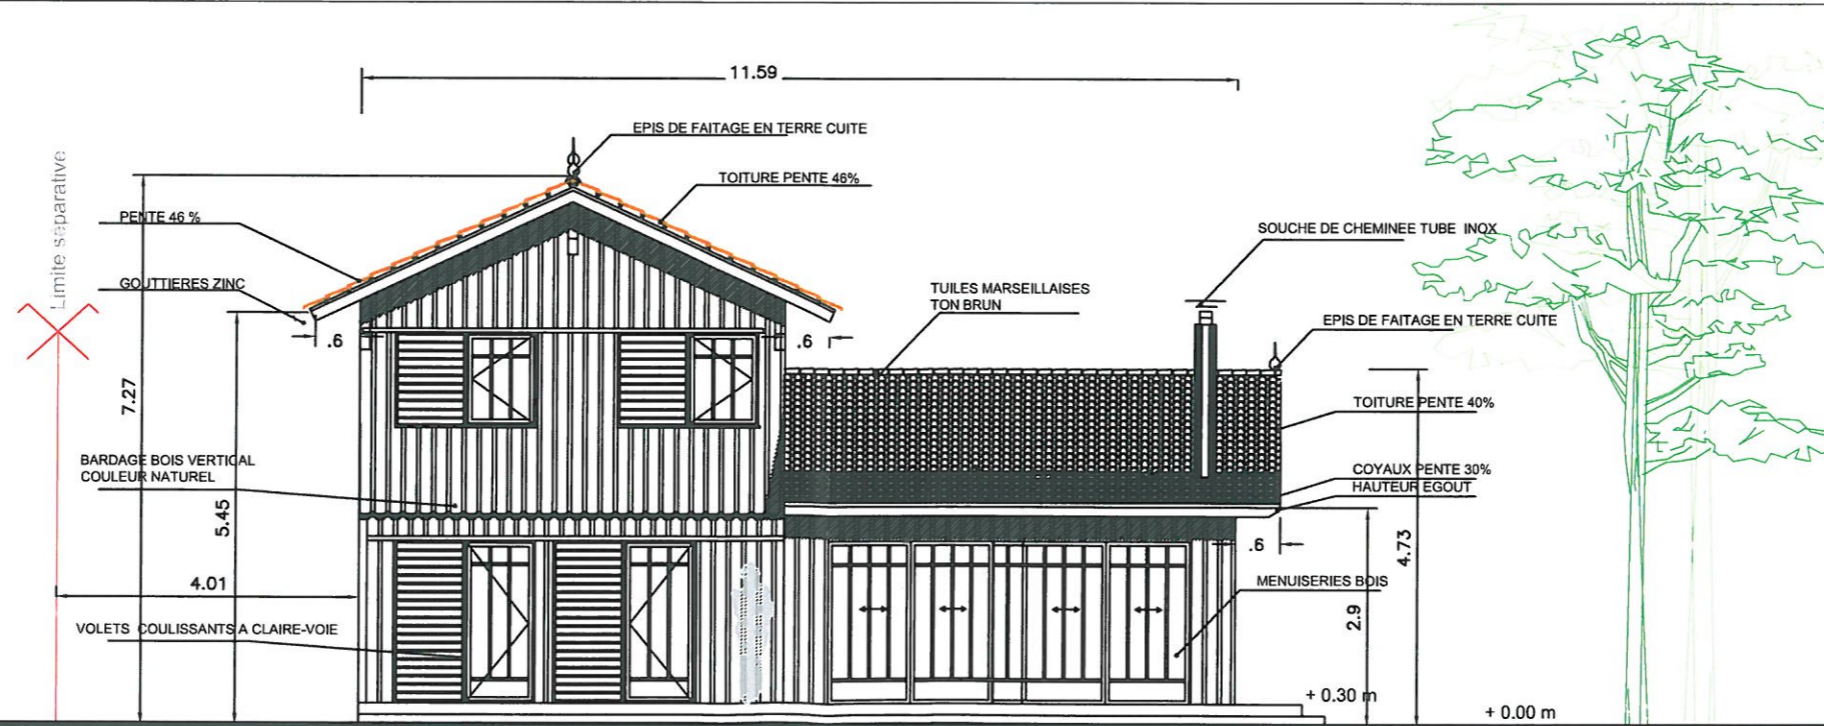 11.59
EPIS DE FAITAGE EN TERRE CUITE
Limite séparative
TOITURE PENTE 46%
PENTE 46 %
SOUCHE DE CHEMINEE TUBE INOX
GOUTTIERES ZINC
TUILES MARSEILLAISES
TON BRUN
EPIS DE FAITAGE EN TERRE CUITE
.6
.6
7.27
TOITURE PENTE 40%
BARDAGE BOIS VERTICAL
COULEUR NATUREL
COYAUX PENTE 30%
HAUTEUR EGOUT
5.45
.6
4.73
4.01
MENUISERIES BOIS
2.9
VOLETS COULISSANTS A CLAIRE-VOIE
+ 0.30 m
+ 0.00 m